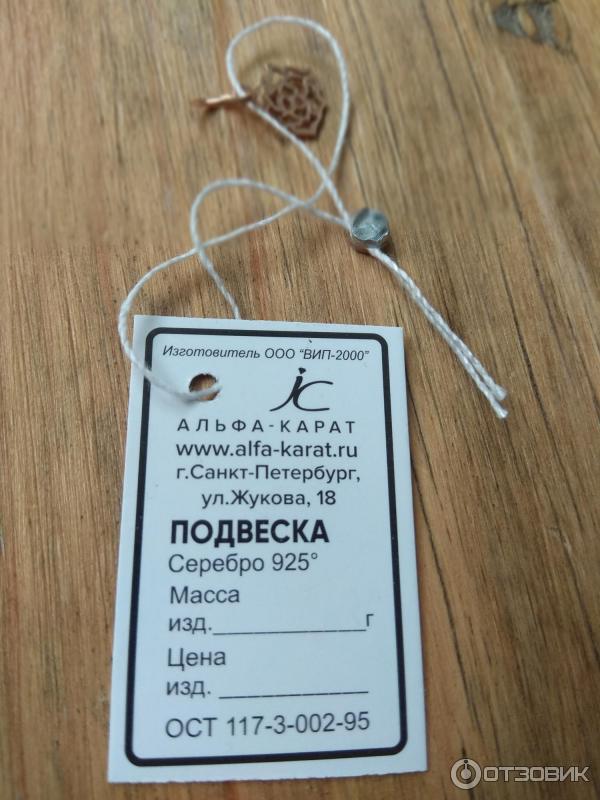 Изготовитель ООО "ВИП-2000"
АЛЬФА-КАРАТ
www.alfa-karat.ru
г.Санкт-Петербург,
ул.Жукова, 18
ПОДВЕСКА
Серебро 925°
Масса
изд.____________г
Цена
изд. ____________
ОСТ 117-3-002-95
ОТЗОВИК